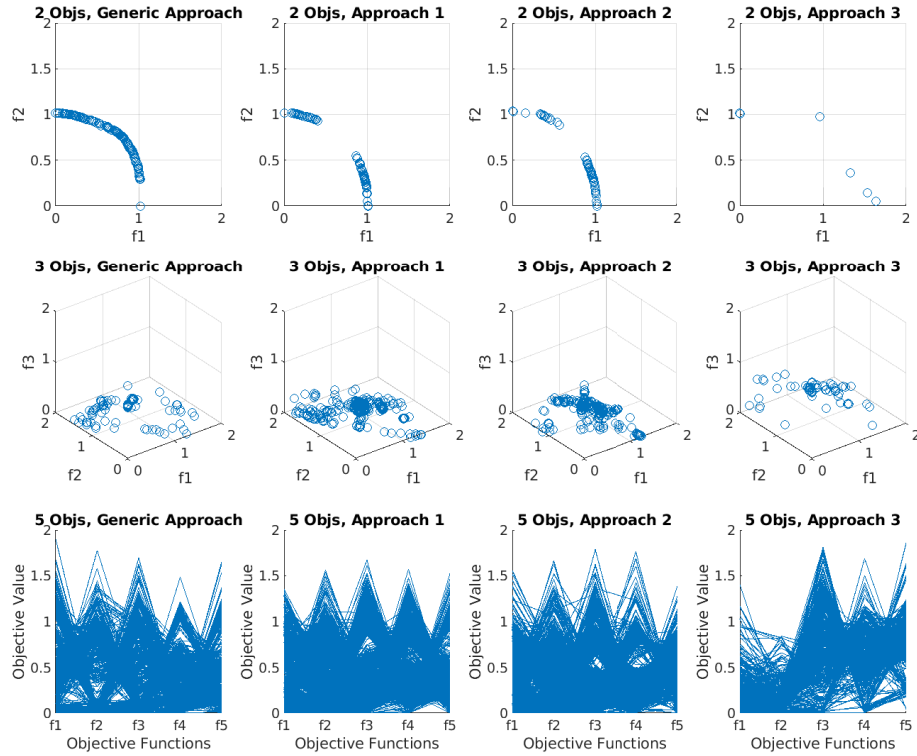 2 Objs, Generic Approach
2 Objs, Approach 1
2 Objs, Approach 2
2 Objs, Approach 3
2
1.5
1
0.5
0
f2
0 1 2
f1
2
1.5
1
0.5
0
f2
0 1 2
f1
2
1.5
1
0.5
0
f2
0 1 2
f1
2
1.5
1
0.5
0
f2
0 1 2
f1
3 Objs, Generic Approach
3 Objs, Approach 1
3 Objs, Approach 2
3 Objs, Approach 3
2
1
0
f3
2 1 0
f2
0 1 2
f1
2
1
0
f3
2 1 0
f2
0 1 2
f1
2
1
0
f3
2 1 0
f2
0 1 2
f1
2
1
0
f3
2 1 0
f2
0 1 2
f1
5 Objs, Generic Approach
5 Objs, Approach 1
5 Objs, Approach 2
5 Objs, Approach 3
2
1.5
1
0.5
0
Objective Value
f1 f2 f3 f4 f5
Objective Functions
2
1.5
1
0.5
0
Objective Value
f1 f2 f3 f4 f5
Objective Functions
2
1.5
1
0.5
0
Objective Value
f1 f2 f3 f4 f5
Objective Functions
2
1.5
1
0.5
0
Objective Value
f1 f2 f3 f4 f5
Objective Functions